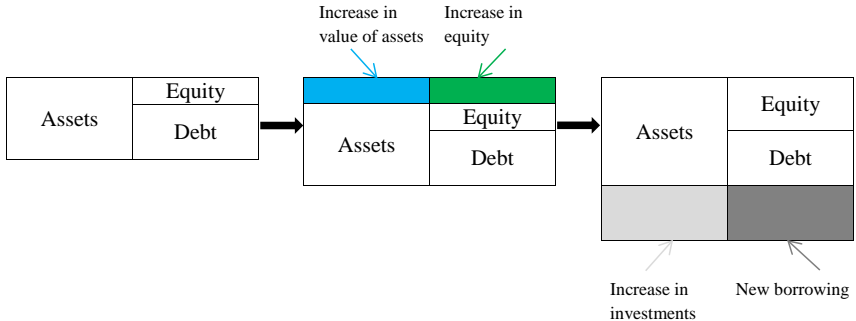 Increase in
value of assets
Increase in
equity
Assets
Equity
Debt
Assets
Equity
Debt
Assets
Equity
Debt
Increase in
investments
New borrowing